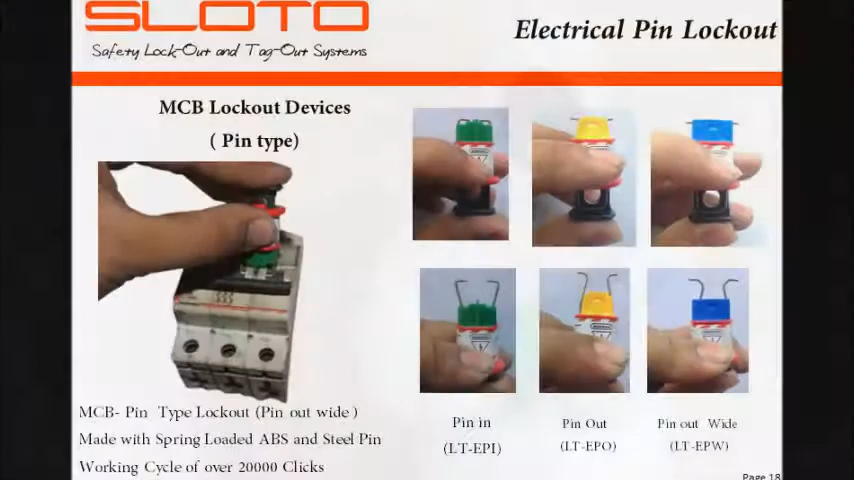 SLOTO
Safety Lock-Out and Tag-Out Systems
Electrical Pin Lockout
MCB Lockout Devices
( Pin type)
MCB- Pin Type Lockout (Pin out wide )
Made with Spring Loaded ABS and Steel Pin
Working Cycle of over 20000 Clicks
Pin in
(LT-EPI)
Pin Out
(LT-EPO)
Pin out Wide
(LT-EPW)
Page 18